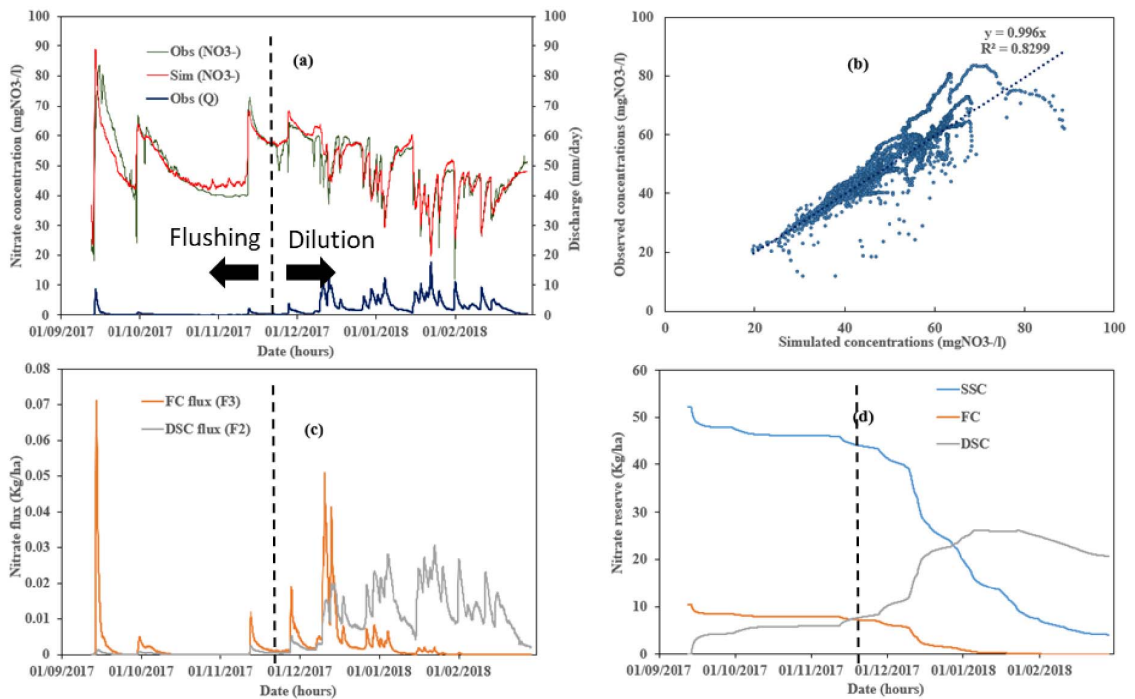 (a)
Obs (NO3-)
Sim (NO3-)
Obs (Q)
Flushing
Dilution
Nitrate concentration (mgNO3-/l)
100
90
80
70
60
50
40
30
20
10
0
Discharge (mm/day)
100
90
80
70
60
50
40
30
20
10
0
01/09/2017 01/10/2017 01/11/2017 01/12/2017 01/01/2018 01/02/2018
Date (hours)
(b)
y = 0.996x
R² = 0.8299
Observed concentrations (mgNO3-/l)
100
80
60
40
20
0
0 20 40 60 80 100
Simulated concentrations (mgNO3-/l)
(c)
FC flux (F3)
DSC flux (F2)
Nitrate flux (Kg/ha)
0.08
0.07
0.06
0.05
0.04
0.03
0.02
0.01
0
01/09/2017 01/10/2017 01/11/2017 01/12/2017 01/01/2018 01/02/2018
Date (hours)
(d)
SSC
FC
DSC
Nitrate reserve (Kg/ha)
60
50
40
30
20
10
0
01/09/2017 01/10/2017 01/11/2017 01/12/2017 01/01/2018 01/02/2018
Date (hours)